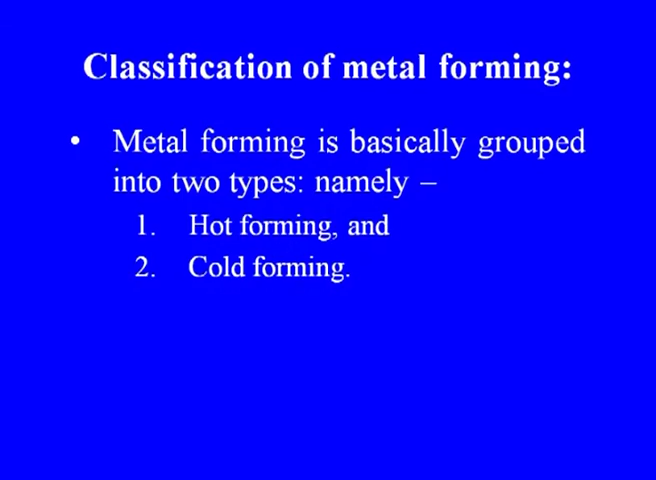 Classification of metal forming:
• Metal forming is basically grouped
into two types: namely –
1. Hot forming, and
2. Cold forming.